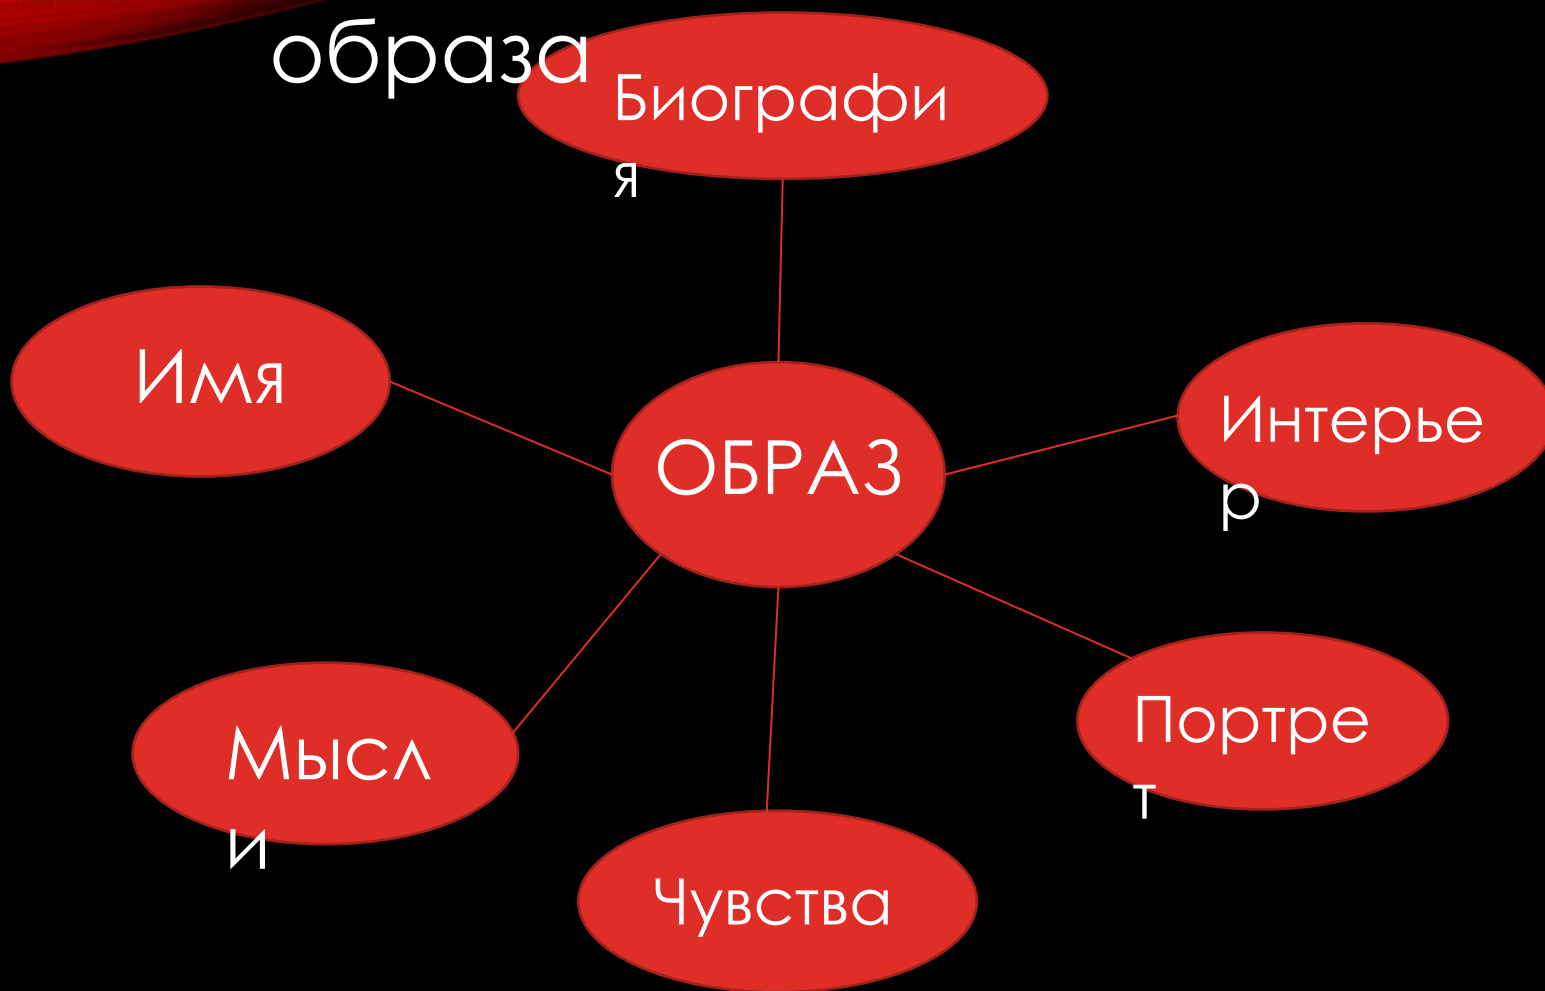 образа
Биографи
я
Имя
Интерье
р
ОБРАЗ
Портре
т
Мысл
и
Чувства